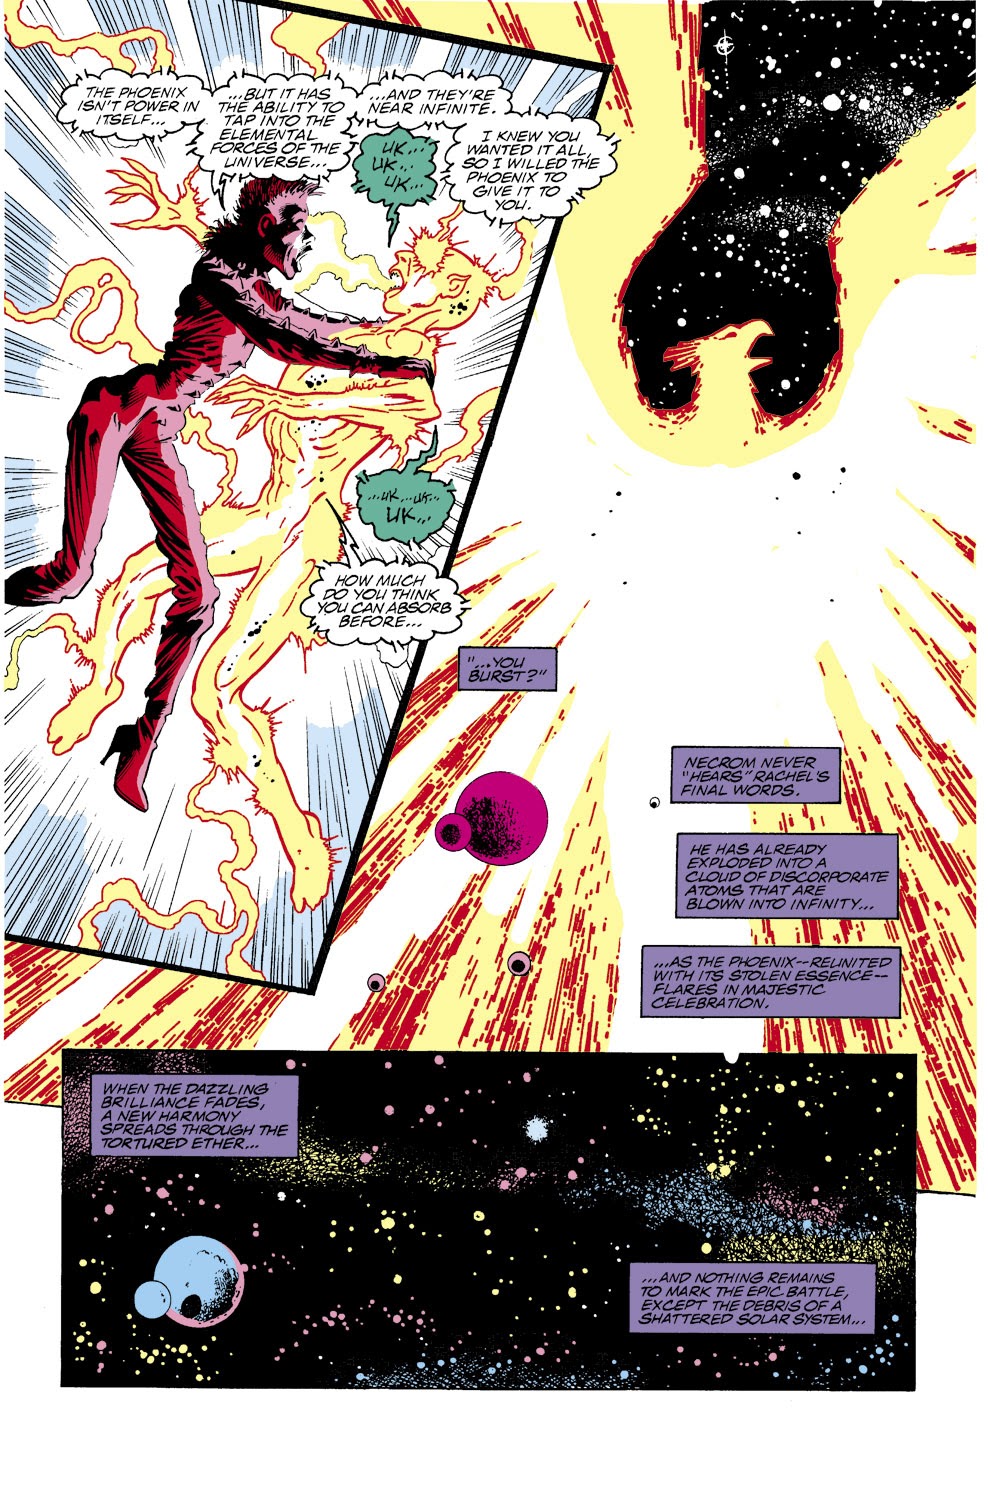 THE PHOENIX
ISN'T POWER IN
ITSELF...
...BUT IT HAS
THE ABILITY TO
TAP INTO THE
ELEMENTAL
FORCES OF THE
UNIVERSE...
...AND THEY'RE
NEAR INFINITE.
UK...
UK...
UK...
I KNEW YOU
WANTED IT ALL,
SO I WILLED THE
PHOENIX TO
GIVE IT TO
YOU.
...UK...UK...
UK...
HOW MUCH
DO YOU THINK
YOU CAN ABSORB
BEFORE...
"...YOU
BURST?"
NECROM NEVER
"HEARS" RACHEL'S
FINAL WORDS.
HE HAS ALREADY
EXPLODED INTO A
CLOUD OF DISCORPORATE
ATOMS THAT ARE
BLOWN INTO INFINITY...
...AS THE PHOENIX--REUNITED
WITH ITS STOLEN ESSENCE--
FLARES IN MAJESTIC
CELEBRATION.
WHEN THE DAZZLING
BRILLIANCE FADES,
A NEW HARMONY
SPREADS THROUGH THE
TORTURED ETHER...
...AND NOTHING REMAINS
TO MARK THE EPIC BATTLE,
EXCEPT THE DEBRIS OF A
SHATTERED SOLAR SYSTEM...